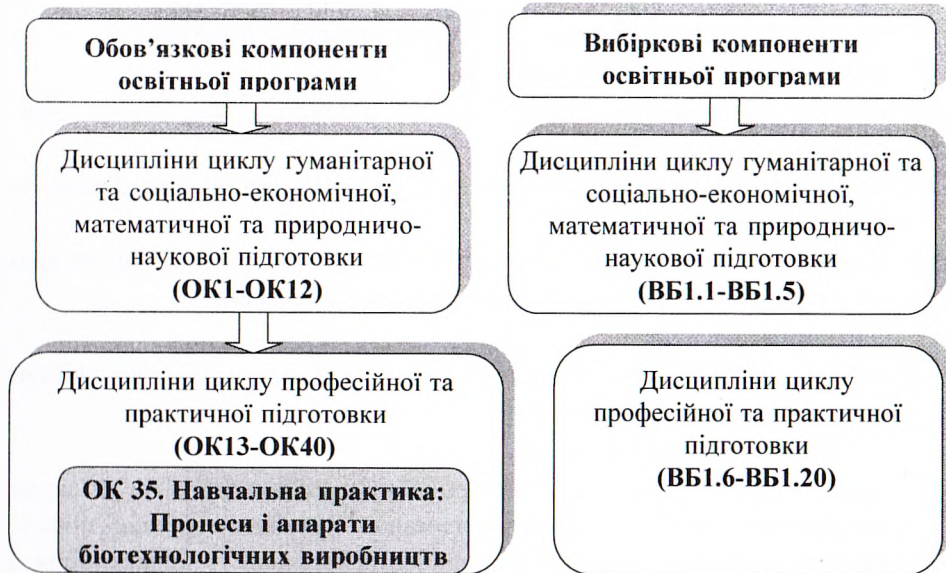 Обов’язкові компоненти
освітньої програми
Дисципліни циклу гуманітарної
та соціально-економічної,
математичної та природничо-
наукової підготовки
(ОК1-ОК12)
Дисципліни циклу професійної та
практичної підготовки
(ОК13-ОК40)
ОК 35. Навчальна практика:
Процеси і апарати
біотехнологічних виробництв
Вибіркові компоненти
освітньої програми
Дисципліни циклу гуманітарної та
соціально-економічної,
математичної та природничо-
наукової підготовки
(ВБ1.1-ВБ1.5)
Дисципліни циклу
професійної та практичної
підготовки
(ВБ1.6-ВБ1.20)